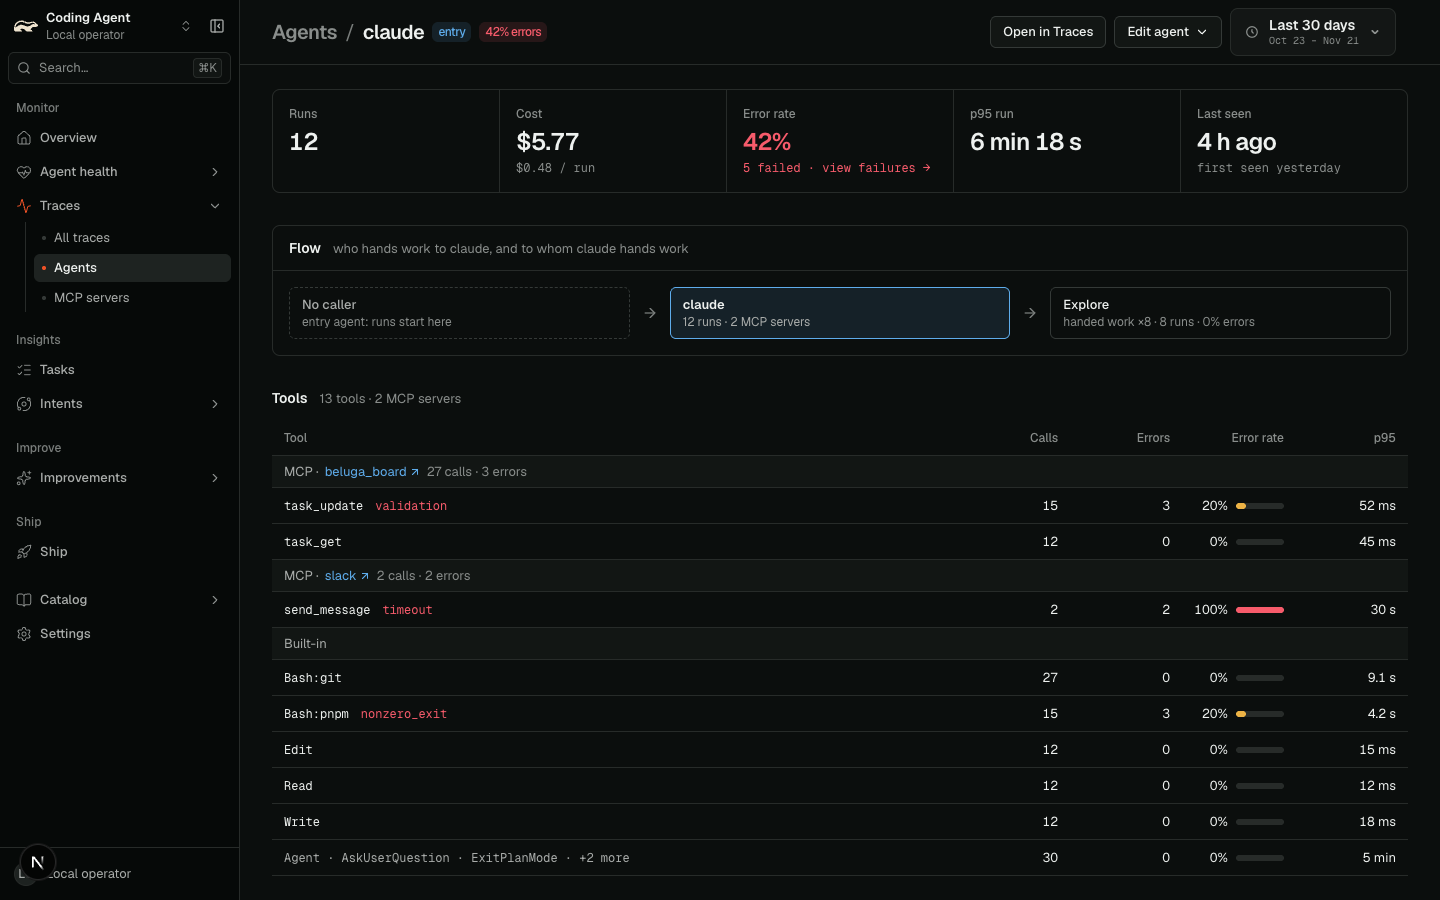 Coding Agent
Local operator
Search…
⌘K
Monitor
Overview
Agent health
Traces
All traces
Agents
MCP servers
Insights
Tasks
Intents
Improve
Improvements
Ship
Ship
Catalog
Settings
N
Local operator
Agents / claude entry 42% errors
Open in Traces
Edit agent
Last 30 days
Oct 23 – Nov 21
Runs
12
Cost
$5.77
$0.48 / run
Error rate
42%
5 failed · view failures →
p95 run
6 min 18 s
Last seen
4 h ago
first seen yesterday
Flow who hands work to claude, and to whom claude hands work
No caller
entry agent: runs start here
→
claude
12 runs · 2 MCP servers
→
Explore
handed work ×8 · 8 runs · 0% errors
Tools 13 tools · 2 MCP servers
Tool Calls Errors Error rate p95
MCP · beluga_board ↗ 27 calls · 3 errors
task_update validation 15 3 20% 52 ms
task_get 12 0 0% 45 ms
MCP · slack ↗ 2 calls · 2 errors
send_message timeout 2 2 100% 30 s
Built-in
Bash:git 27 0 0% 9.1 s
Bash:pnpm nonzero_exit 15 3 20% 4.2 s
Edit 12 0 0% 15 ms
Read 12 0 0% 12 ms
Write 12 0 0% 18 ms
Agent · AskUserQuestion · ExitPlanMode · +2 more 30 0 0% 5 min